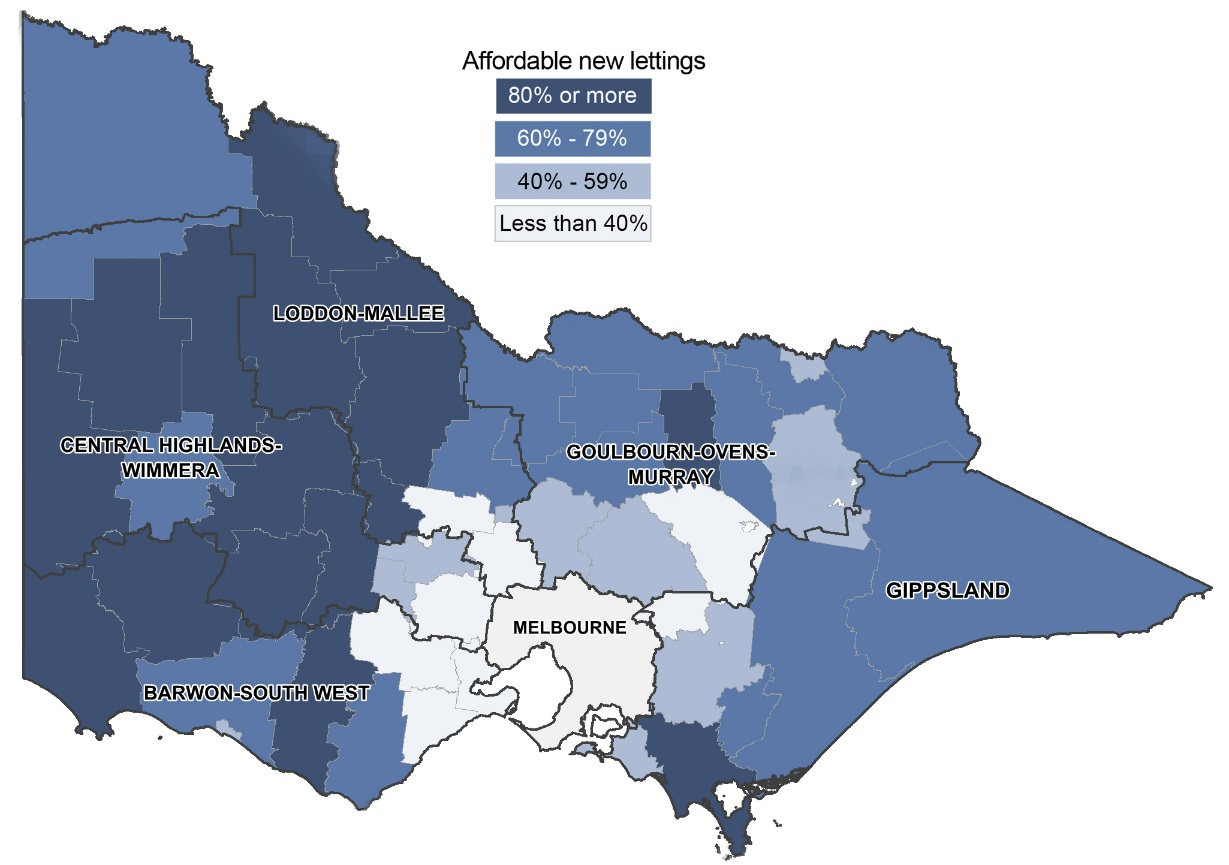 Affordable new lettings
80% or more
60% - 79%
40% - 59%
Less than 40%
LODDON-MALLEE
CENTRAL HIGHLANDS-
WIMMERA
GOULBOURN-OVENS-
MURRAY
GIPPSLAND
MELBOURNE
BARWON-SOUTH WEST